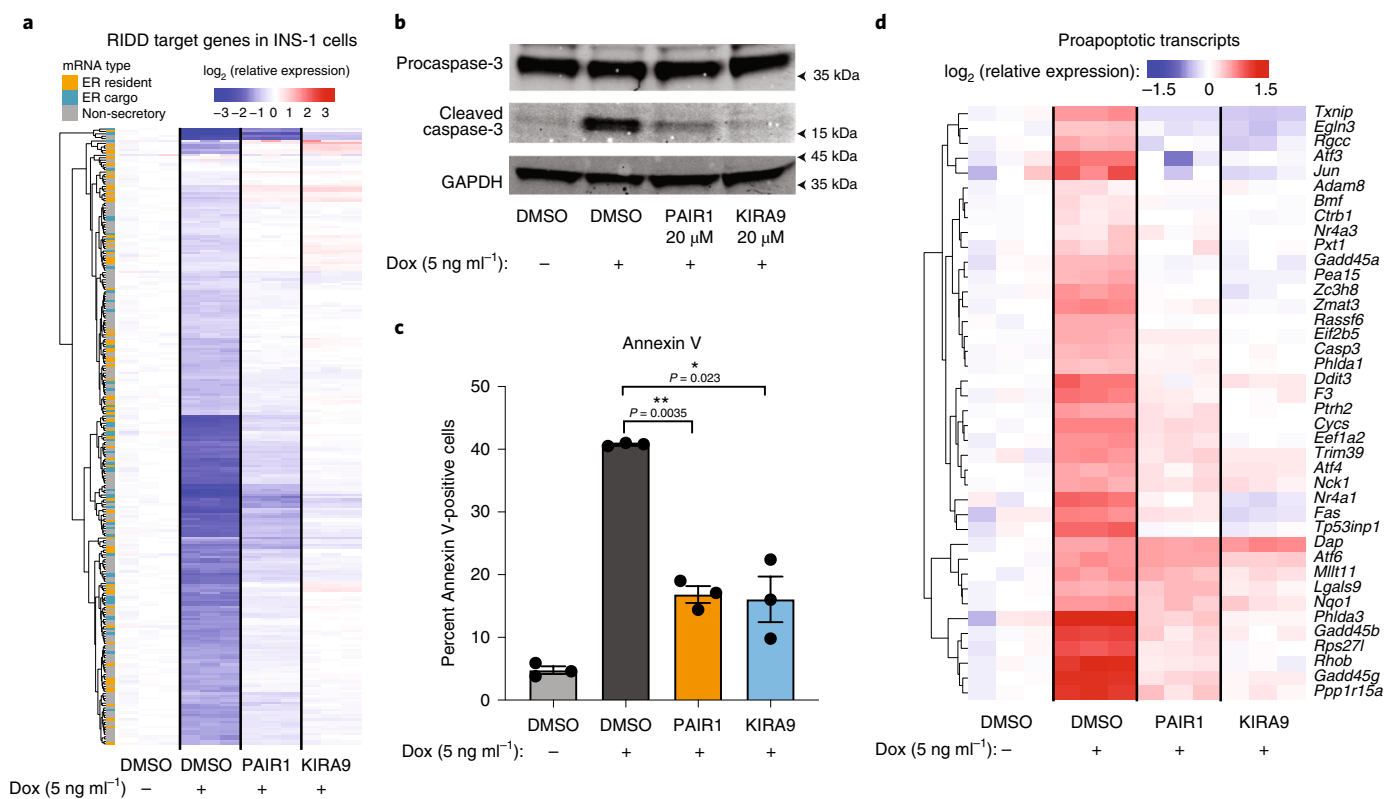 a
RIDD target genes in INS-1 cells
mRNA type
ER resident
ER cargo
Non-secretory
log2 (relative expression)
−3 −2 −1 0 1 2 3
DMSO DMSO PAIR1 KIRA9
Dox (5 ng ml−1) − + + +
b
Procaspase-3
35 kDa
Cleaved
caspase-3
15 kDa
45 kDa
GAPDH
35 kDa
DMSO DMSO PAIR1 KIRA9
20 μM 20 μM
Dox (5 ng ml−1): − + + +
c
Annexin V
*
P = 0.023
**
P = 0.0035
Percent Annexin V-positive cells
50
40
30
20
10
0
DMSO DMSO PAIR1 KIRA9
Dox (5 ng ml−1): − + + +
d
Proapoptotic transcripts
log2 (relative expression):
−1.5 0 1.5
Txnip
Egln3
Rgcc
Atf3
Jun
Adam8
Bmf
Ctrb1
Nr4a3
Pxt1
Gadd45a
Pea15
Zc3h8
Zmat3
Rassf6
Eif2b5
Casp3
Phlda1
Ddit3
F3
Ptrh2
Cycs
Eef1a2
Trim39
Atf4
Nck1
Nr4a1
Fas
Tp53inp1
Dap
Atf6
Mllt11
Lgals9
Nqo1
Phlda3
Gadd45b
Rps27l
Rhob
Gadd45g
Ppp1r15a
DMSO DMSO PAIR1 KIRA9
Dox (5 ng ml−1): − + + +